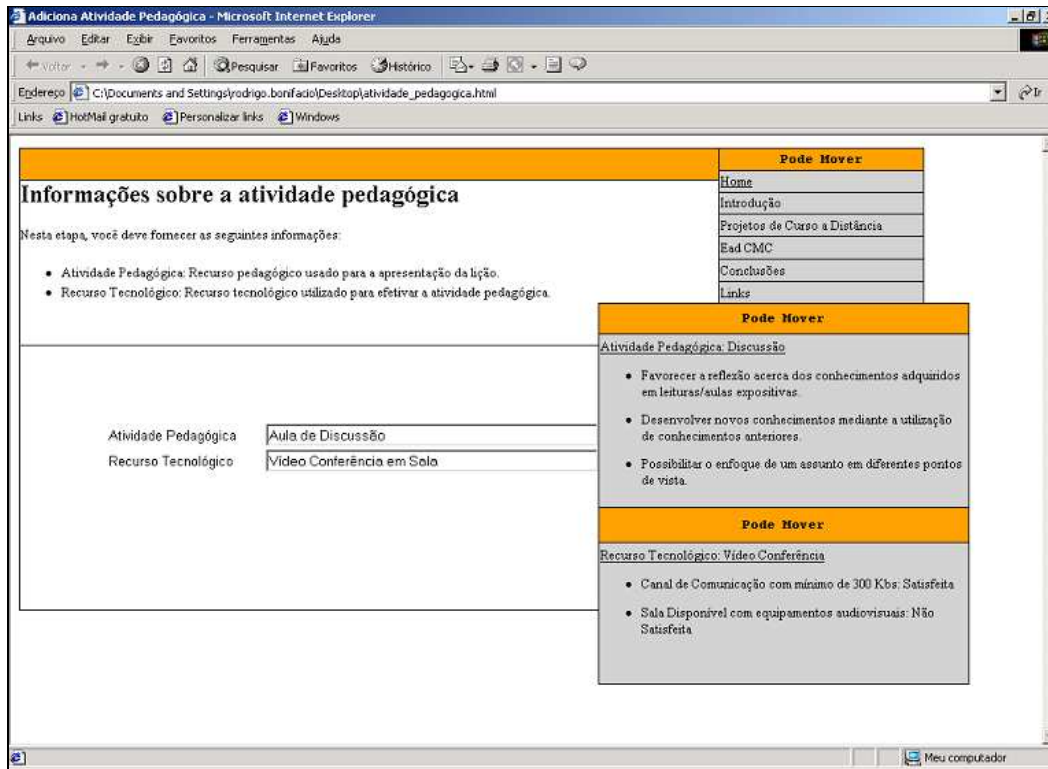 Adiciona Atividade Pedagógica - Microsoft Internet Explorer
Arquivo Editar Exibir Favoritos Ferramentas Ajuda
Voltar Pesquisar Favoritos Histórico
Endereço C:\Documents and Settings\rodrigo.bonifacio\Desktop\atividade_pedagogica.html Ir
Links HotMail gratuito Personalizar links Windows
Informações sobre a atividade pedagógica
Nesta etapa, você deve fornecer as seguintes informações:
• Atividade Pedagógica: Recurso pedagógico usado para a apresentação da lição.
• Recurso Tecnológico: Recurso tecnológico utilizado para efetivar a atividade pedagógica.
Pode Mover
Home
Introdução
Projetos de Curso a Distância
Ead CMC
Conclusões
Links
Atividade Pedagógica Aula de Discussão
Recurso Tecnológico Vídeo Conferência em Sala
Pode Mover
Atividade Pedagógica: Discussão
• Favorecer a reflexão acerca dos conhecimentos adquiridos
em leituras/aulas expositivas.
• Desenvolver novos conhecimentos mediante a utilização
de conhecimentos anteriores.
• Possibilitar o enfoque de um assunto em diferentes pontos
de vista.
Pode Mover
Recurso Tecnológico: Vídeo Conferência
• Canal de Comunicação com mínimo de 300 Kbs: Satisfeita
• Sala Disponível com equipamentos audiovisuais: Não
Satisfeita
Meu computador